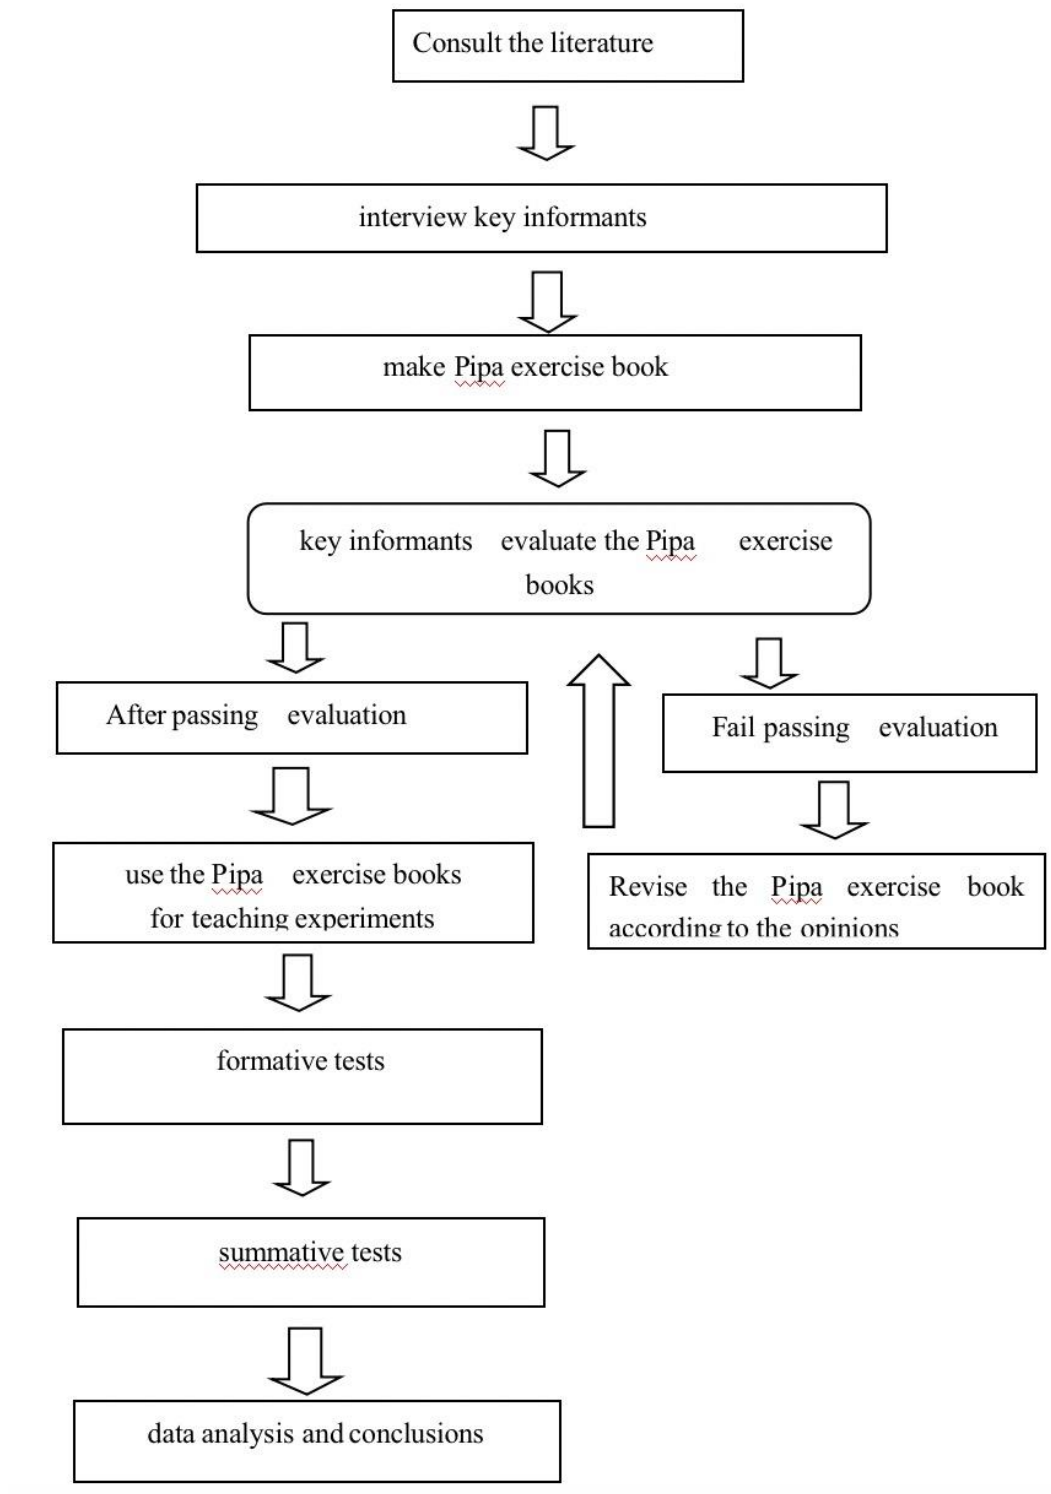 Consult the literature
interview key informants
make Pipa exercise book
key informants evaluate the Pipa exercise
books
After passing evaluation
Fail passing evaluation
use the Pipa exercise books
for teaching experiments
Revise the Pipa exercise book
according to the opinions
formative tests
summative tests
data analysis and conclusions